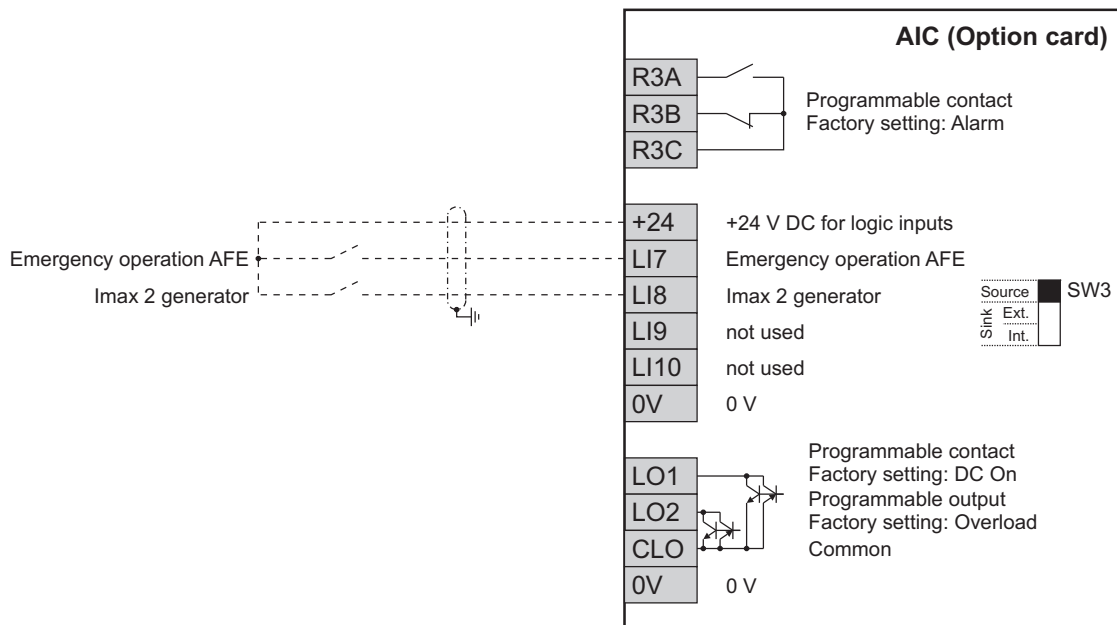 AIC (Option card)
R3A
R3B
R3C
Programmable contact
Factory setting: Alarm
+24
+24 V DC for logic inputs
Emergency operation AFE
LI7
Emergency operation AFE
Imax 2 generator
LI8
Imax 2 generator
LI9
not used
LI10
not used
0V
0 V
Source
SW3
Sink
Ext.
Int.
LO1
LO2
CLO
0V
Programmable contact
Factory setting: DC On
Programmable output
Factory setting: Overload
Common
0 V